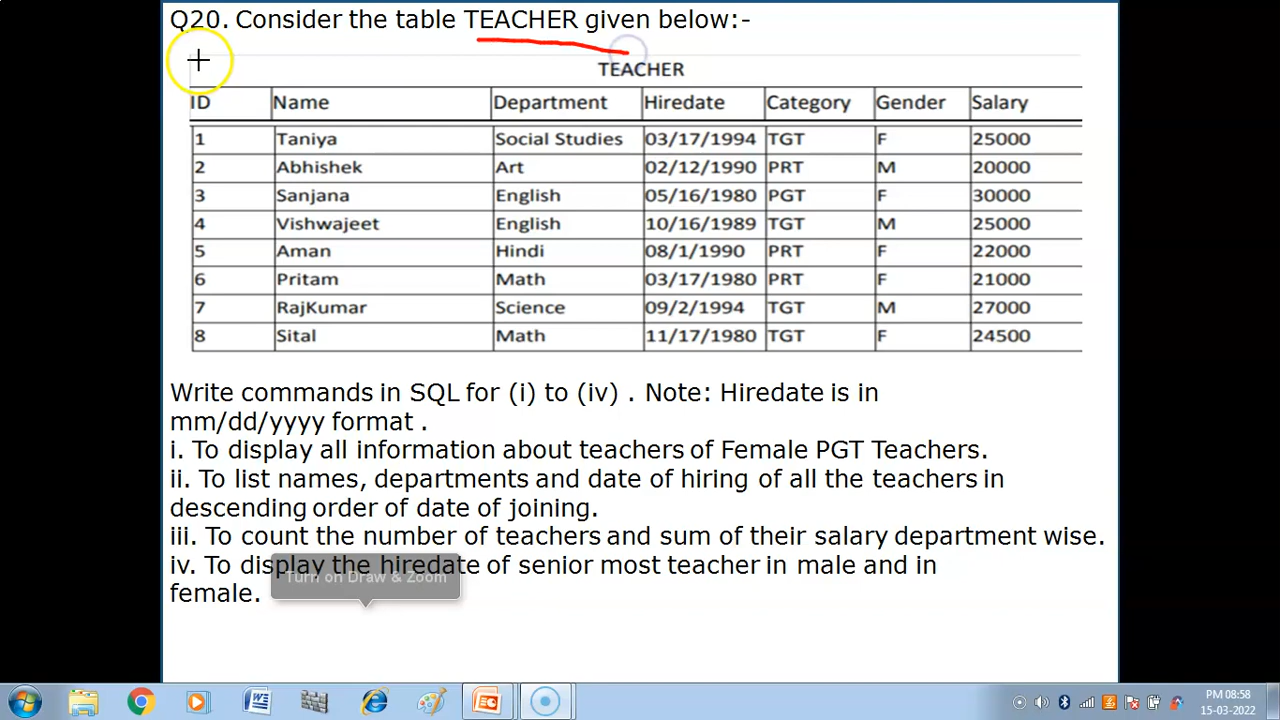 Q20. Consider the table TEACHER given below:-
TEACHER
ID Name Department Hiredate Category Gender Salary
1 Taniya Social Studies 03/17/1994 TGT F 25000
2 Abhishek Art 02/12/1990 PRT M 20000
3 Sanjana English 05/16/1980 PGT F 30000
4 Vishwajeet English 10/16/1989 TGT M 25000
5 Aman Hindi 08/1/1990 PRT F 22000
6 Pritam Math 03/17/1980 PRT F 21000
7 RajKumar Science 09/2/1994 TGT M 27000
8 Sital Math 11/17/1980 TGT F 24500
Write commands in SQL for (i) to (iv) . Note: Hiredate is in
mm/dd/yyyy format .
i. To display all information about teachers of Female PGT Teachers.
ii. To list names, departments and date of hiring of all the teachers in
descending order of date of joining.
iii. To count the number of teachers and sum of their salary department wise.
iv. To display the hiredate of senior most teacher in male and in
female.
Turn on Draw & Zoom
PM 08:58
15-03-2022